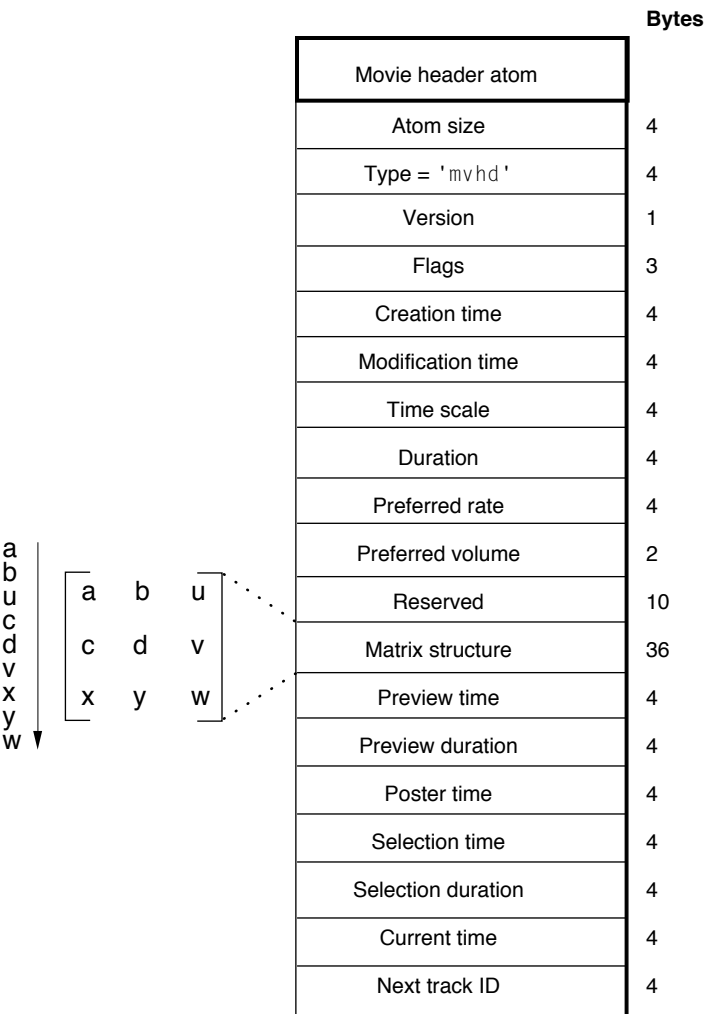 Bytes
Movie header atom
Atom size 4
Type = 'mvhd' 4
Version 1
Flags 3
Creation time 4
Modification time 4
Time scale 4
Duration 4
Preferred rate 4
Preferred volume 2
Reserved 10
Matrix structure 36
Preview time 4
Preview duration 4
Poster time 4
Selection time 4
Selection duration 4
Current time 4
Next track ID 4
a
b
u
c
d
v
x
y
w
a b u
c d v
x y w